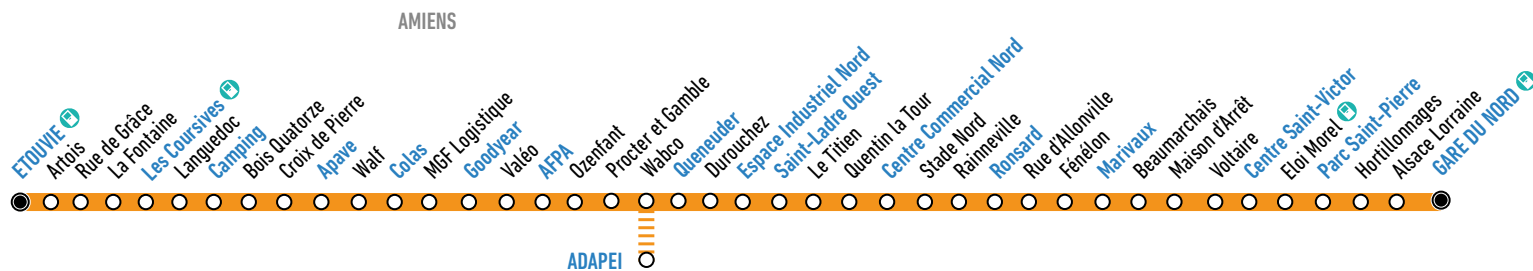 AMIENS
ETOUVIE
Artois
Rue de Grâce
La Fontaine
Les Coursives
Languedoc
Camping
Bois Quatorze
Croix de Pierre
Apave
Walf
Colas
MGF Logistique
Goodyear
Valéo
AFPA
Ozenfant
Procter et Gamble
Wabco
Queneuder
Durouchez
Espace Industriel Nord
Saint-Ladre Ouest
Le Titien
Quentin la Tour
Centre Commercial Nord
Stade Nord
Rainneville
Ronsard
Rue d'Allonville
Fénélon
Marivaux
Beaumarchais
Maison d'Arrêt
Voltaire
Centre Saint-Victor
Eloi Morel
Parc Saint-Pierre
Hortillonnages
Alsace Lorraine
GARE DU NORD
ADAPEI